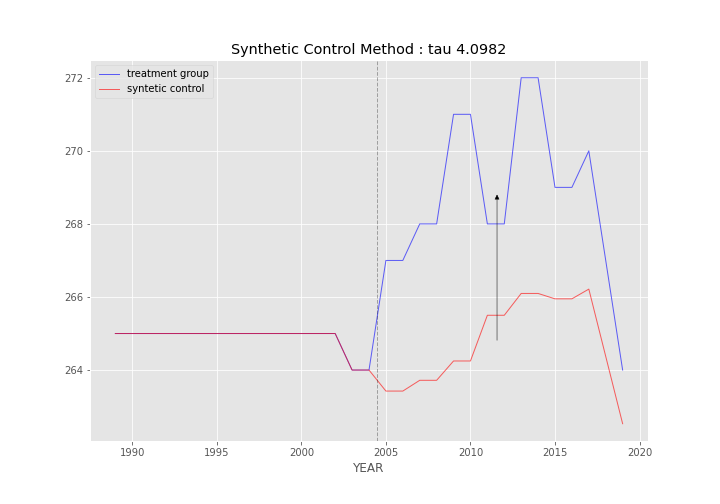 Synthetic Control Method : tau 4.0982
treatment group
syntetic control
272
270
268
266
264
1990 1995 2000 2005 2010 2015 2020
YEAR